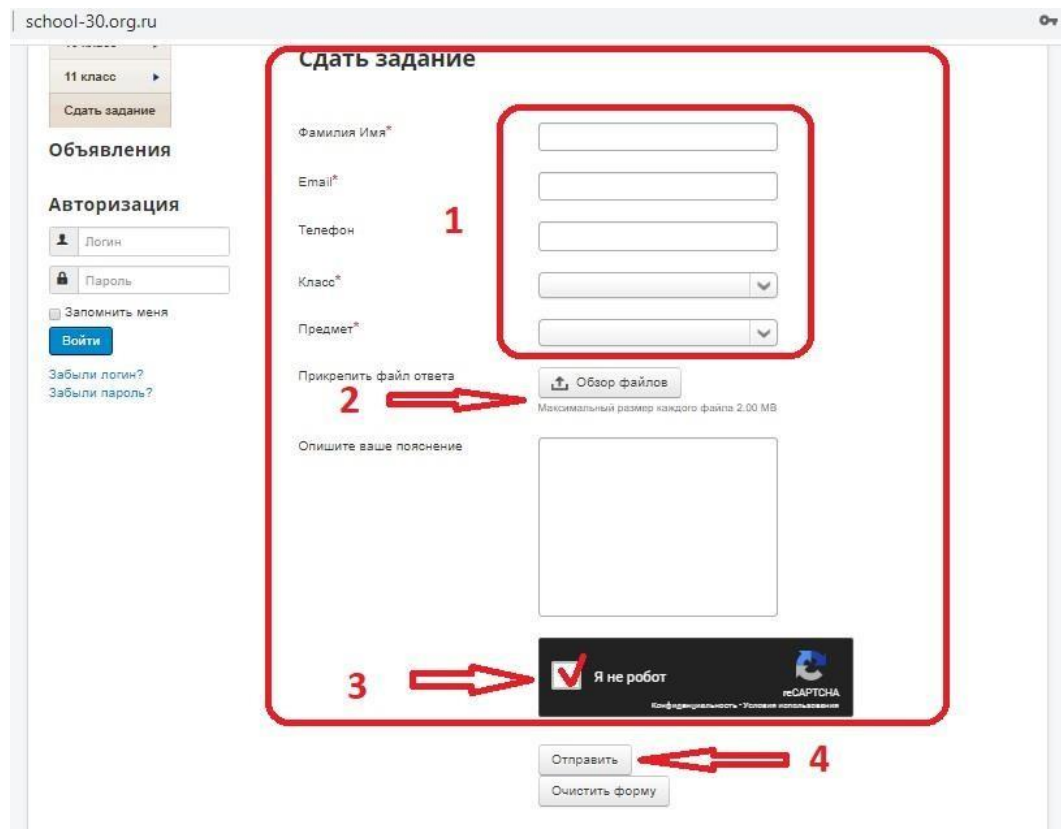 school-30.org.ru
11 класс
Сдать задание
Объявления
Авторизация
Логин
Пароль
Запомнить меня
Войти
Забыли логин?
Забыли пароль?
Сдать задание
Фамилия Имя*
Email*
1
Телефон
Класс*
Предмет*
Прикрепить файл ответа
Обзор файлов
2
Максимальный размер каждого файла 2.00 MB
Опишите ваше пояснение
3
Я не робот
reCAPTCHA
Конфиденциальность - Условия использования
Отправить
4
Очистить форму